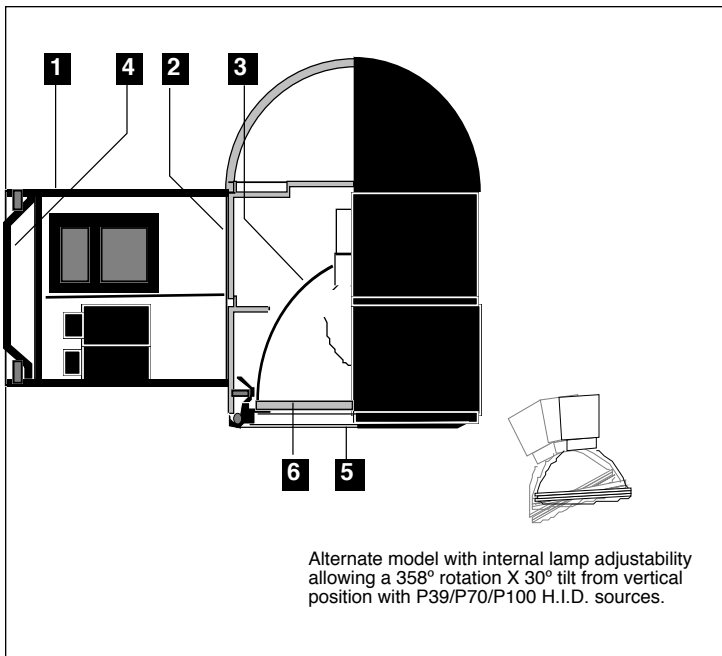 1 4 2 3
6 5
Alternate model with internal lamp adjustability
allowing a 358º rotation X 30º tilt from vertical
position with P39/P70/P100 H.I.D. sources.